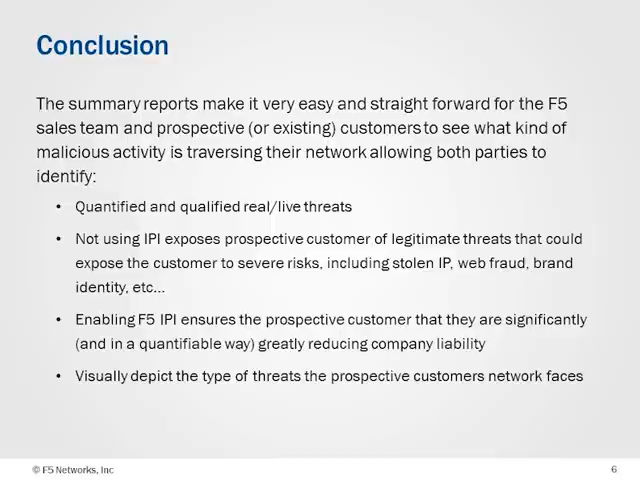 Conclusion
The summary reports make it very easy and straight forward for the F5
sales team and prospective (or existing) customers to see what kind of
malicious activity is traversing their network allowing both parties to
identify:
• Quantified and qualified real/live threats
• Not using IPI exposes prospective customer of legitimate threats that could
expose the customer to severe risks, including stolen IP, web fraud, brand
identity, etc...
• Enabling F5 IPI ensures the prospective customer that they are significantly
(and in a quantifiable way) greatly reducing company liability
• Visually depict the type of threats the prospective customers network faces
© F5 Networks, Inc
6